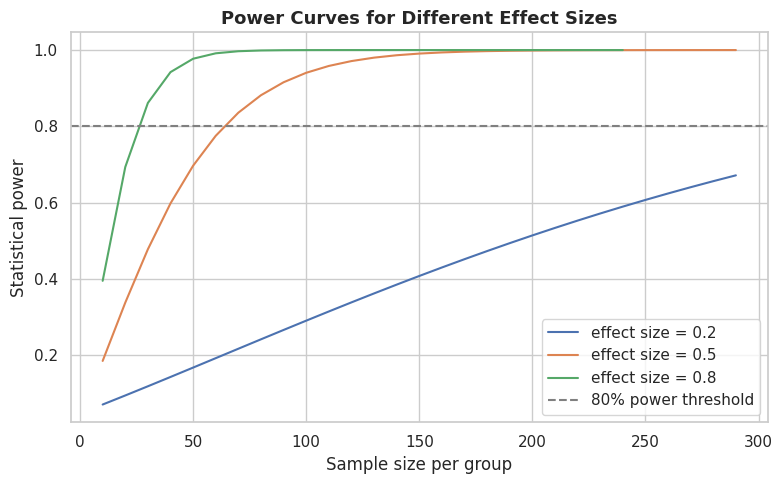 Power Curves for Different Effect Sizes
1.0
0.8
0.6
0.4
0.2
Statistical power
effect size = 0.2
effect size = 0.5
effect size = 0.8
80% power threshold
0 50 100 150 200 250 300
Sample size per group